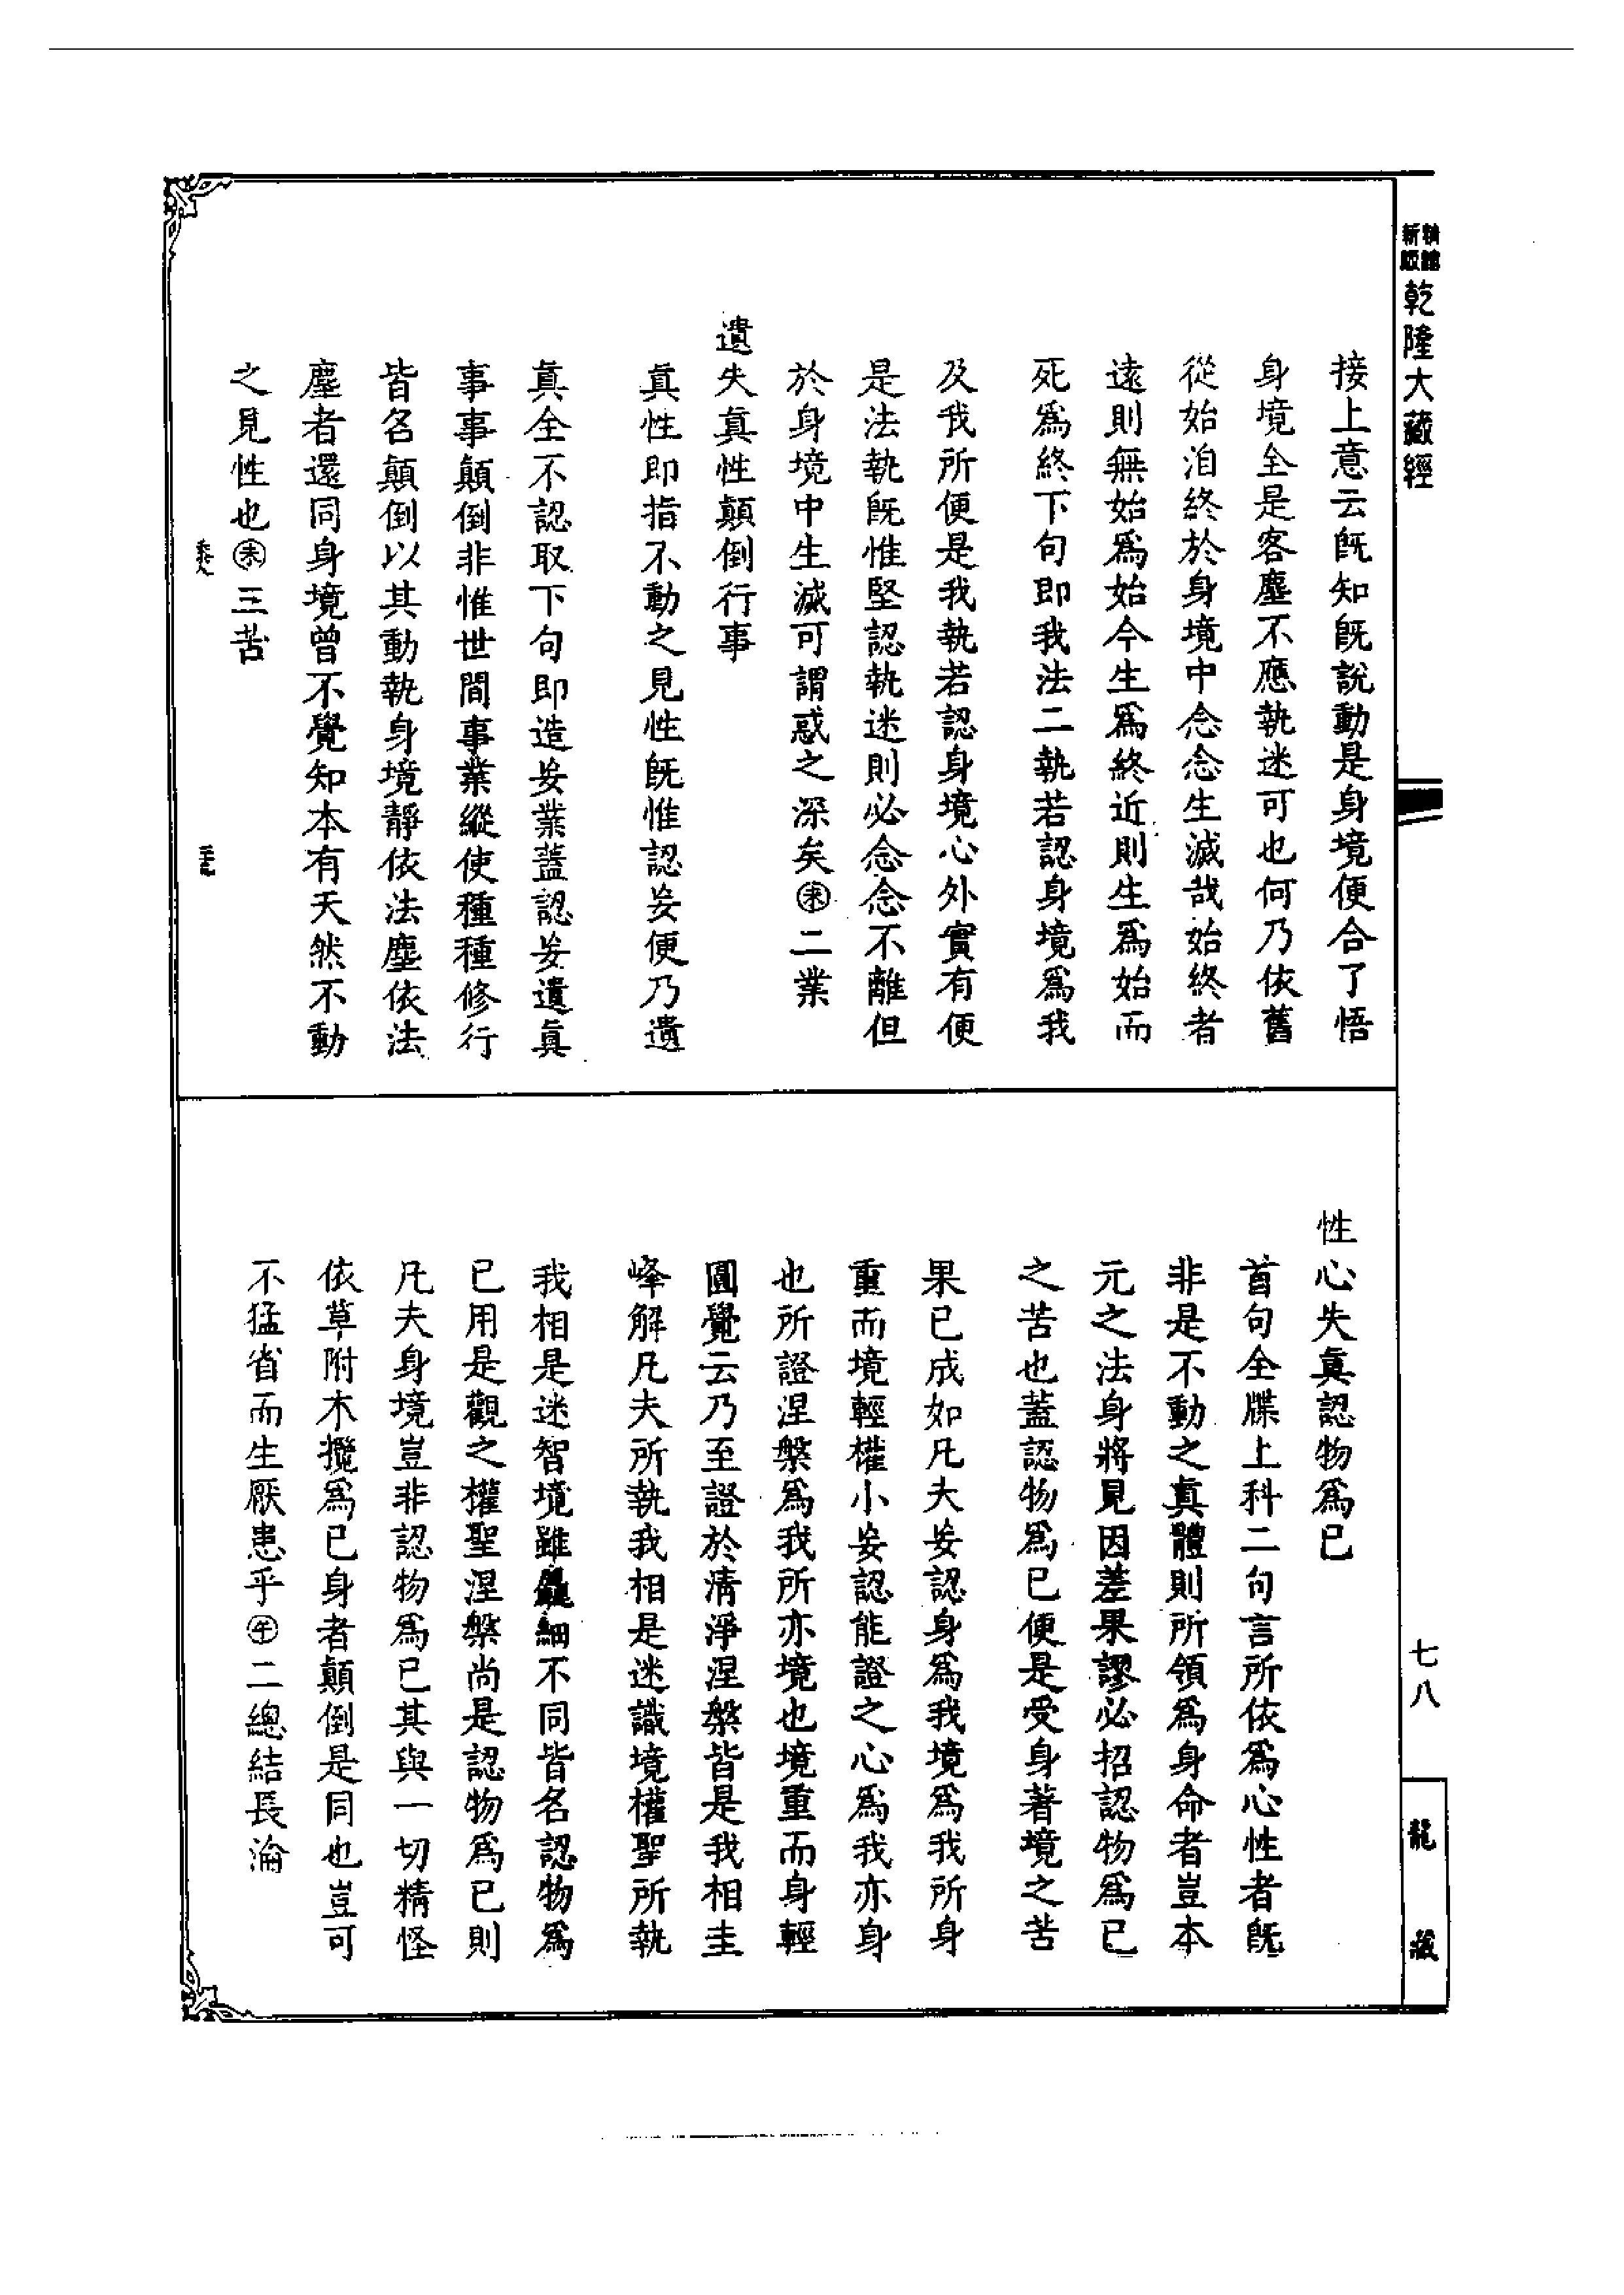 乾隆大藏經
接上意云旣知旣說動是身境便合了悟
身境全是客塵不應執迷可也何乃依舊
從始洎終於身境中念念生滅哉始終者
遠則無始爲始今生爲終近則生爲始而
死爲終下句即我法二執若認身境爲我
及我所便是我執若認身境心外實有便
是法執旣惟堅認執迷則必念念不離但
於身境中生滅可謂惑之深矣㊍二業
遺失真性顛倒行事
真性即指不動之見性旣惟認妄便乃遺
真全不認取下句即造妄業蓋認妄遺真
事事顛倒非惟世間事業縱使種種修行
皆名顛倒以其動執身境靜依法塵依法
塵者還同身境曾不覺知本有天然不動
之見性也㊍三苦
性心失真認物爲己
首句全牒上科二句言所依爲心性者旣
非是不動之真體則所領爲身命者豈本
元之法身將見因差果謬必招認物爲已
之苦也蓋認物爲已便是受身著境之苦
果已成如凡夫妄認身爲我境爲我所身
重而境輕權小妄認能證之心爲我亦身
也所證涅槃爲我所亦境也境重而身輕
圓覺云乃至證於清淨涅槃皆是我相圭
峰解凡夫所執我相是迷識境權聖所執
我相是迷智境雖麤細不同皆名認物爲
已用是觀之權聖涅槃尚是認物爲已則
凡夫身境豈非認物爲已其與一切精怪
依草附木攬爲已身者顛倒是同也豈可
不猛省而生厭患乎㊍二總結長淪
七八
龍藏